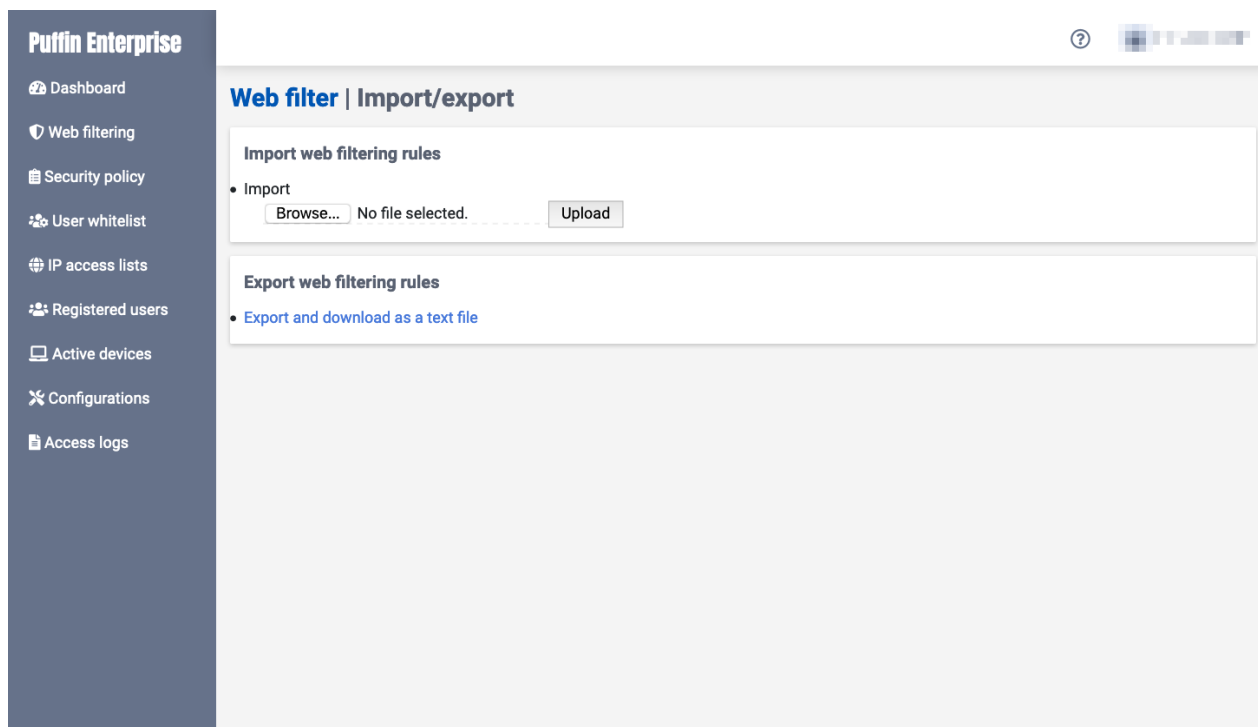 Puffin Enterprise
Dashboard
Web filtering
Security policy
User whitelist
IP access lists
Registered users
Active devices
Configurations
Access logs
?
Web filter | Import/export
Import web filtering rules
• Import
Browse... No file selected. Upload
Export web filtering rules
• Export and download as a text file